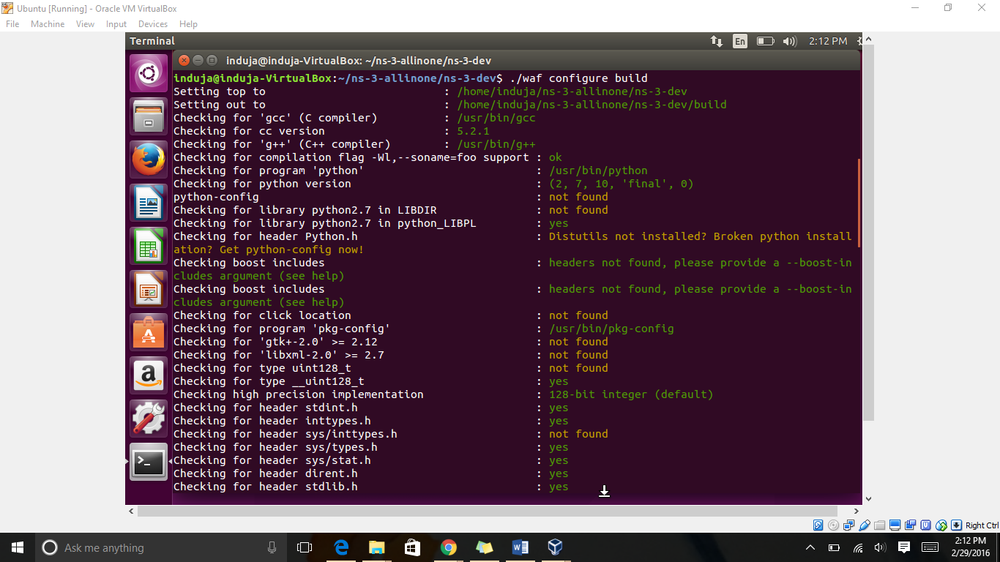 Ubuntu [Running] - Oracle VM VirtualBox
File Machine View Input Devices Help
Terminal En 2:12 PM
induja@induja-VirtualBox: ~/ns-3-allinone/ns-3-dev
induja@induja-VirtualBox:~/ns-3-allinone/ns-3-dev$ ./waf configure build
Setting top to : /home/induja/ns-3-allinone/ns-3-dev
Setting out to : /home/induja/ns-3-allinone/ns-3-dev/build
Checking for 'gcc' (C compiler) : /usr/bin/gcc
Checking for cc version : 5.2.1
Checking for 'g++' (C++ compiler) : /usr/bin/g++
Checking for compilation flag -Wl,--soname=foo support : ok
Checking for program 'python' : /usr/bin/python
Checking for python version : (2, 7, 10, 'final', 0)
python-config : not found
Checking for library python2.7 in LIBDIR : not found
Checking for library python2.7 in python_LIBPL : yes
Checking for header Python.h : Distutils not installed? Broken python install
ation? Get python-config now!
Checking boost includes : headers not found, please provide a --boost-in
cludes argument (see help)
Checking boost includes : headers not found, please provide a --boost-in
cludes argument (see help)
Checking for click location : not found
Checking for program 'pkg-config' : /usr/bin/pkg-config
Checking for 'gtk+-2.0' >= 2.12 : not found
Checking for 'libxml-2.0' >= 2.7 : not found
Checking for type uint128_t : not found
Checking for type __uint128_t : yes
Checking high precision implementation : 128-bit integer (default)
Checking for header stdint.h : yes
Checking for header inttypes.h : yes
Checking for header sys/inttypes.h : not found
Checking for header sys/types.h : yes
Checking for header sys/stat.h : yes
Checking for header dirent.h : yes
Checking for header stdlib.h : yes
Right Ctrl
Ask me anything
2:12 PM
2/29/2016